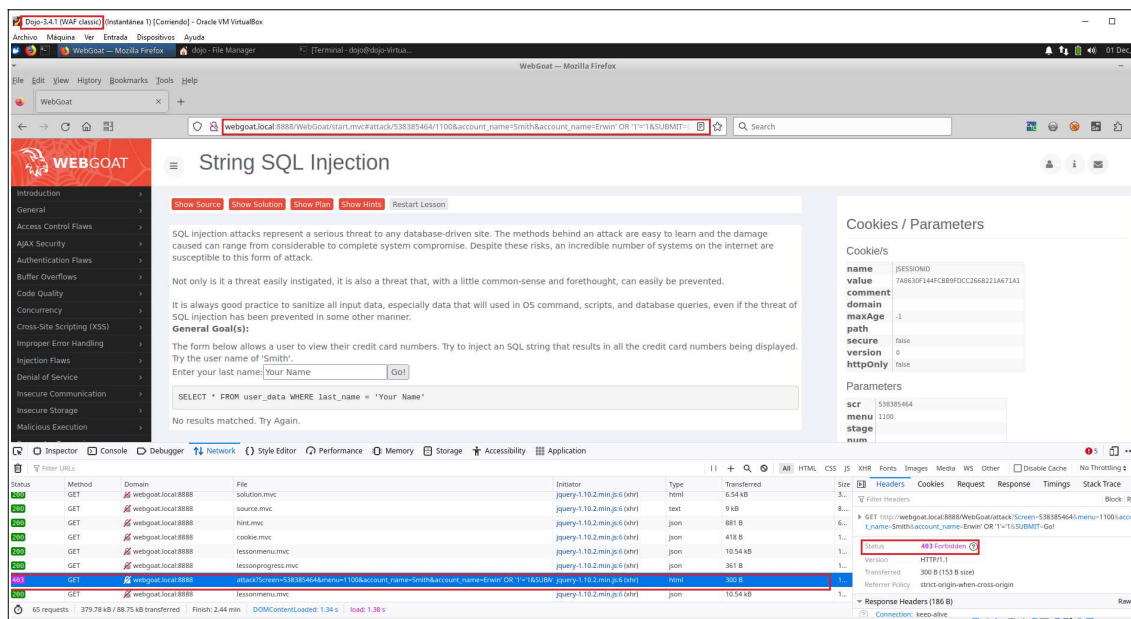 Dojo-3.4.1 (WAF classic) (Instantánea 1) [Corriendo] - Oracle VM VirtualBox
Archivo Máquina Ver Entrada Dispositivos Ayuda
WebGoat — Mozilla Firefox dojo - File Manager [Terminal - dojo@dojo-Virtua... 01 Dec,
WebGoat — Mozilla Firefox
File Edit View History Bookmarks Tools Help
WebGoat
webgoat.local:8888/WebGoat/start.mvc#attack/538385464/1100&account_name=Smith&account_name=Erwin' OR '1'='1&SUBMIT= Search
WEBGOAT
String SQL Injection
Introduction
General
Access Control Flaws
AJAX Security
Authentication Flaws
Buffer Overflows
Code Quality
Concurrency
Cross-Site Scripting (XSS)
Improper Error Handling
Injection Flaws
Denial of Service
Insecure Communication
Insecure Storage
Malicious Execution
Show Source Show Solution Show Plan Show Hints Restart Lesson
SQL injection attacks represent a serious threat to any database-driven site. The methods behind an attack are easy to learn and the damage
caused can range from considerable to complete system compromise. Despite these risks, an incredible number of systems on the internet are
susceptible to this form of attack.
Not only is it a threat easily instigated, it is also a threat that, with a little common-sense and forethought, can easily be prevented.
It is always good practice to sanitize all input data, especially data that will used in OS command, scripts, and database queries, even if the threat of
SQL injection has been prevented in some other manner.
General Goal(s):
The form below allows a user to view their credit card numbers. Try to inject an SQL string that results in all the credit card numbers being displayed.
Try the user name of 'Smith'.
Enter your last name: Your Name Go!
SELECT * FROM user_data WHERE last_name = 'Your Name'
No results matched. Try Again.
Cookies / Parameters
Cookie/s
name JSESSIONID
value 7A8630F144FCBB9FDCC266B221A671A1
comment
domain
maxAge -1
path
secure false
version 0
httpOnly false
Parameters
scr 538385464
menu 1100
stage
num
Inspector Console Debugger Network Style Editor Performance Memory Storage Accessibility Application 5
Filter URLs All HTML CSS JS XHR Fonts Images Media WS Other Disable Cache No Throttling
Status Method Domain File Initiator Type Transferred Size
200 GET webgoat.local:8888 solution.mvc jquery-1.10.2.min.js:6 (xhr) html 6.54 kB 3...
200 GET webgoat.local:8888 source.mvc jquery-1.10.2.min.js:6 (xhr) text 9 kB 8...
200 GET webgoat.local:8888 hint.mvc jquery-1.10.2.min.js:6 (xhr) json 881 B 6...
200 GET webgoat.local:8888 cookie.mvc jquery-1.10.2.min.js:6 (xhr) json 418 B 1...
200 GET webgoat.local:8888 lessonmenu.mvc jquery-1.10.2.min.js:6 (xhr) json 10.54 kB 1...
200 GET webgoat.local:8888 lessonprogress.mvc jquery-1.10.2.min.js:6 (xhr) json 361 B 1...
403 GET webgoat.local:8888 attack?Screen=538385464&menu=1100&account_name=Smith&account_name=Erwin' OR '1'='1&SUBM jquery-1.10.2.min.js:6 (xhr) html 300 B 1...
200 GET webgoat.local:8888 lessonmenu.mvc jquery-1.10.2.min.js:6 (xhr) json 10.54 kB 1...
65 requests 379.78 kB / 88.75 kB transferred Finish: 2.44 min DOMContentLoaded: 1.34 s load: 1.38 s
Headers Cookies Request Response Timings Stack Trace
Filter Headers Block R
GET http://webgoat.local:8888/WebGoat/attack?Screen=538385464&menu=1100&acco
t_name=Smith&account_name=Erwin' OR '1'='1&SUBMIT=Go!
Status 403 Forbidden
Version HTTP/1.1
Transferred 300 B (153 B size)
Referrer Policy strict-origin-when-cross-origin
Response Headers (186 B) Raw
Connection: keep-alive